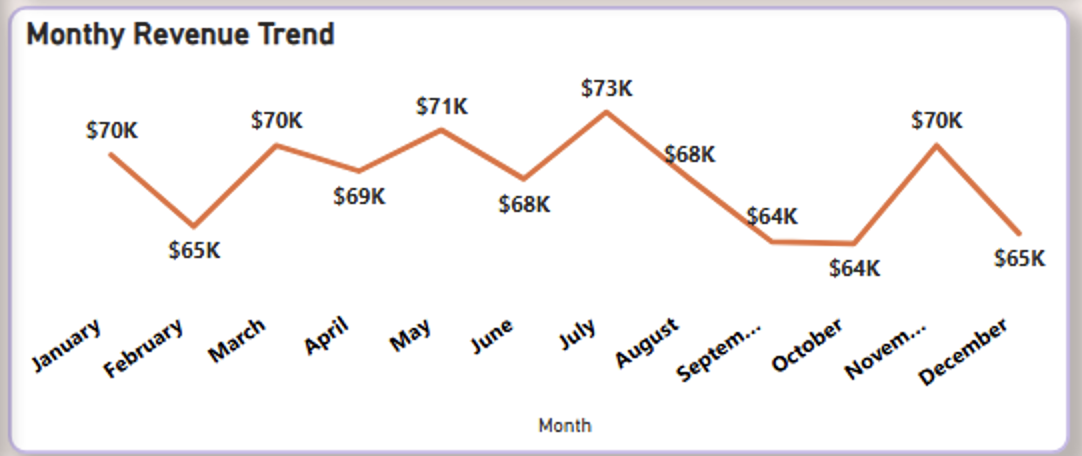 Monthy Revenue Trend
$73K
$71K
$70K
$70K
$70K
$68K
$69K
$68K
$64K
$65K
$64K
$65K
January
February
March
April
May
June
July
August
Septem...
October
Novem...
December
Month